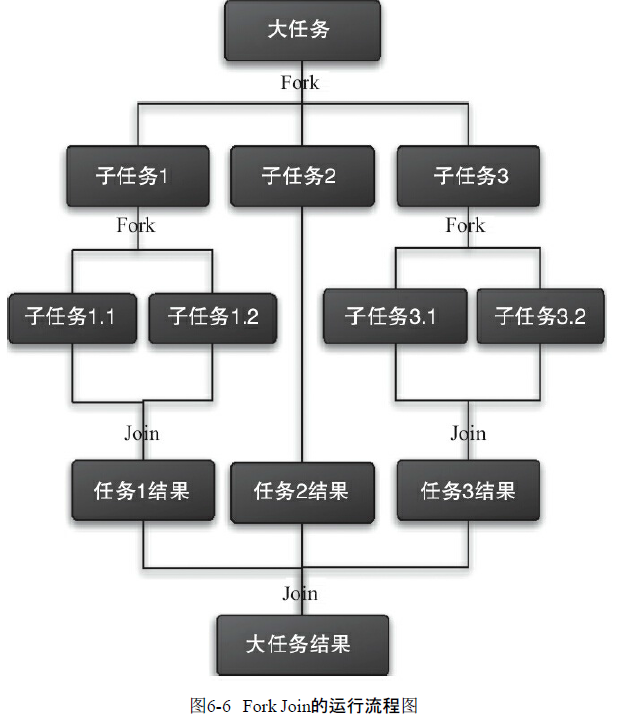 大任务
Fork
子任务1
子任务2
子任务3
Fork
Fork
子任务1.1
子任务1.2
子任务3.1
子任务3.2
Join
Join
任务1结果
任务2结果
任务3结果
Join
大任务结果
图6-6 Fork Join的运行流程图